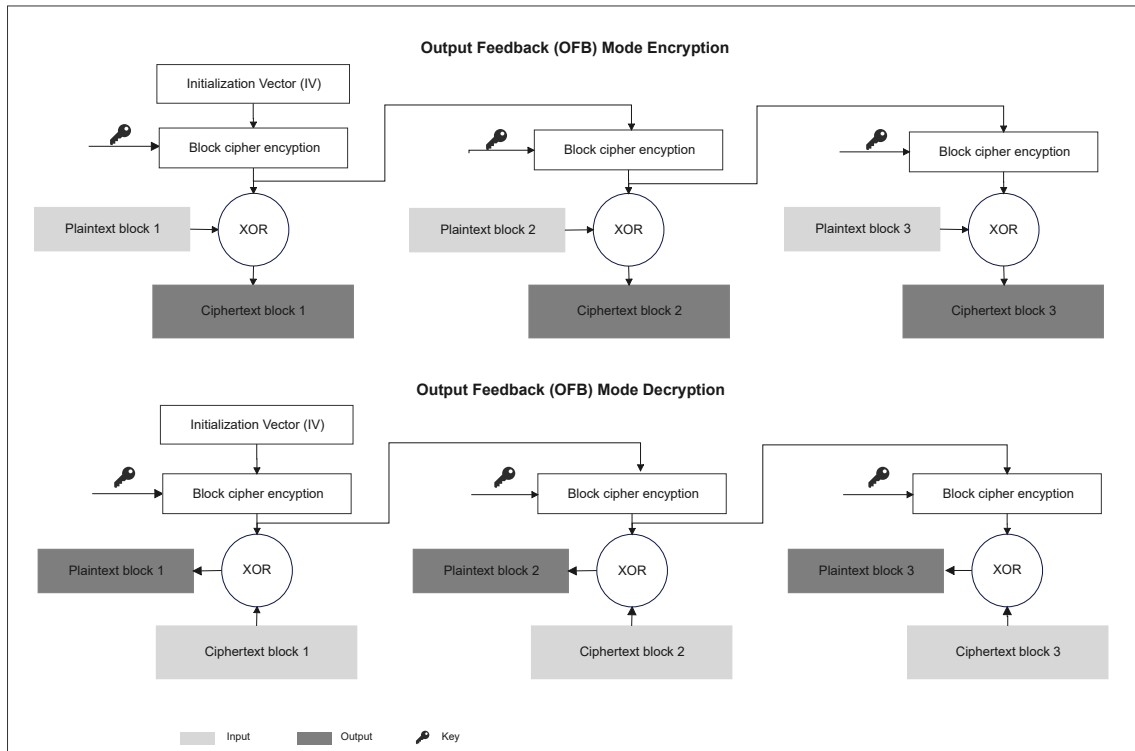 Output Feedback (OFB) Mode Encryption
Initialization Vector (IV)
Block cipher encyption
Block cipher encyption
Block cipher encyption
Plaintext block 1
XOR
Plaintext block 2
XOR
Plaintext block 3
XOR
Ciphertext block 1
Ciphertext block 2
Ciphertext block 3
Output Feedback (OFB) Mode Decryption
Initialization Vector (IV)
Block cipher encyption
Block cipher encyption
Block cipher encyption
Plaintext block 1
XOR
Plaintext block 2
XOR
Plaintext block 3
XOR
Ciphertext block 1
Ciphertext block 2
Ciphertext block 3
Input
Output
Key